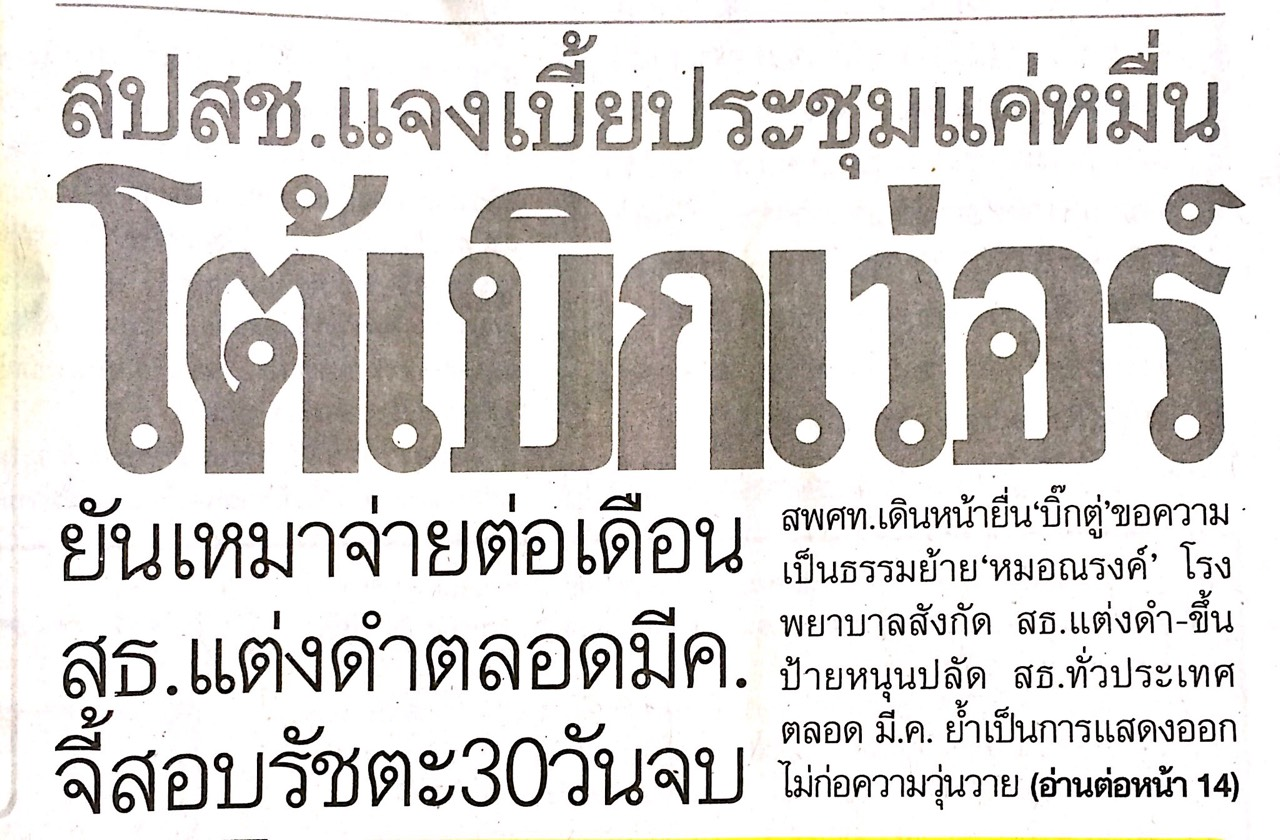 สปสช.แจงเบี้ยประชุมแค่หมื่น
โต้เบิกเว่อร์
ยันเหมาจ่ายต่อเดือน
สธ.แต่งดำตลอดมีค.
จี้สอบรัชตะ30วันจบ
สพศท.เดินหน้ายื่น‘บิ๊กตู่’ขอความ
เป็นธรรมย้าย‘หมอณรงค์’ โรง
พยาบาลสังกัด สธ.แต่งดำ-ขึ้น
ป้ายหนุนปลัด สธ.ทั่วประเทศ
ตลอด มี.ค. ย้ำเป็นการแสดงออก
ไม่ก่อความวุ่นวาย (อ่านต่อหน้า 14)